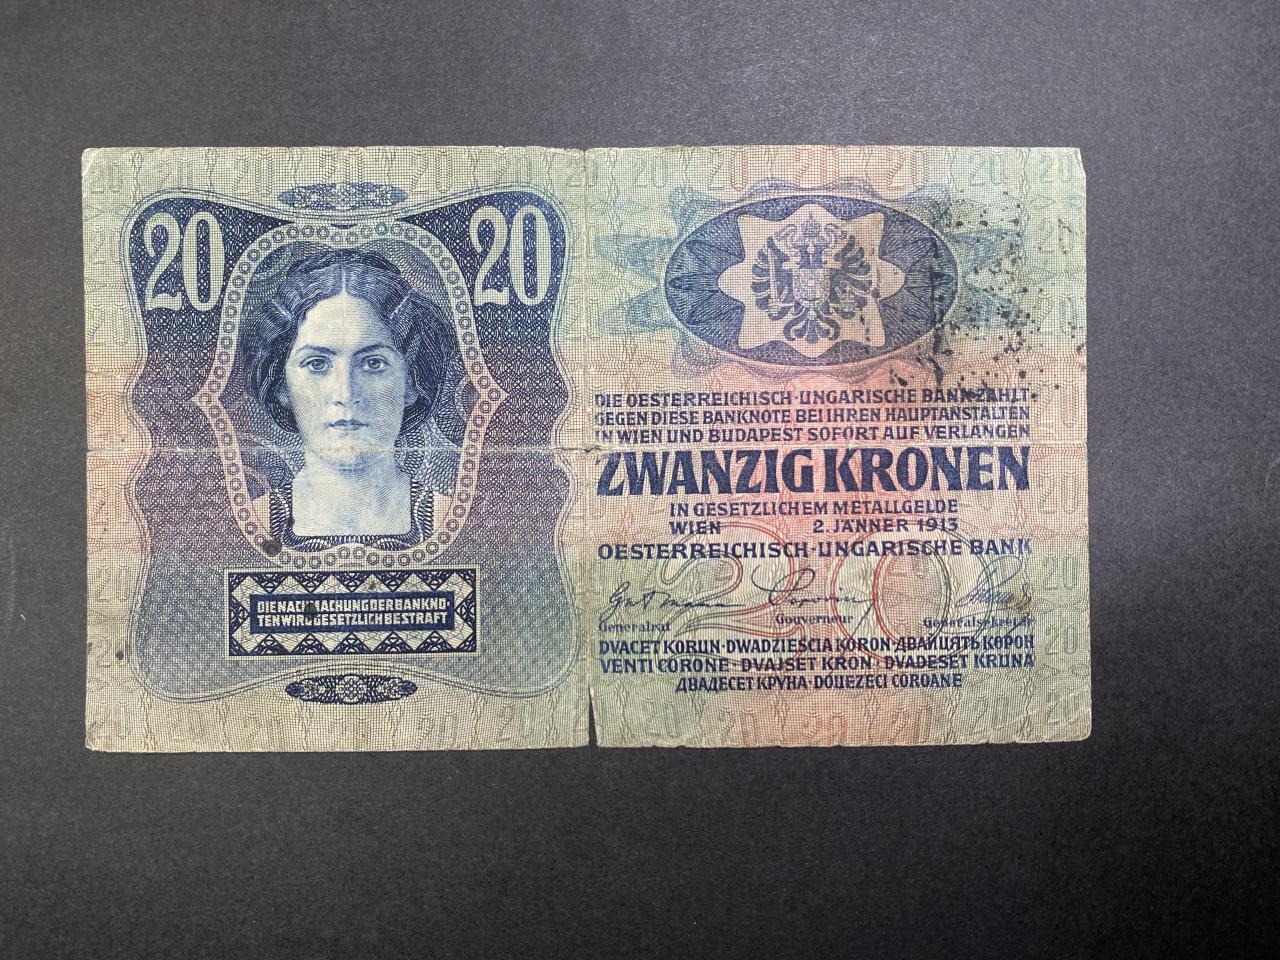 20
20
DIE NACHMACHUNG DER BANKNO-
TEN WIRD GESETZLICH BESTRAFT
DIE OESTERREICHISCH-UNGARISCHE BANK ZAHLT
GEGEN DIESE BANKNOTE BEI IHREN HAUPTANSTALTEN
IN WIEN UND BUDAPEST SOFORT AUF VERLANGEN
ZWANZIG KRONEN
IN GESETZLICHEM METALLGELDE
WIEN 2. JÄNNER 1913
OESTERREICHISCH-UNGARISCHE BANK
20
Generalrat Gouverneur Generalsekretär
DVACET KORUN·DWADZIEŚCIA KORON·ДВАЙЦЯТЬ КОРОН
VENTI CORONE·DVAJSET KRON·DVADESET KRUNA
ДВАДЕСЕТ КРУНА·DOUEZECI COROANE